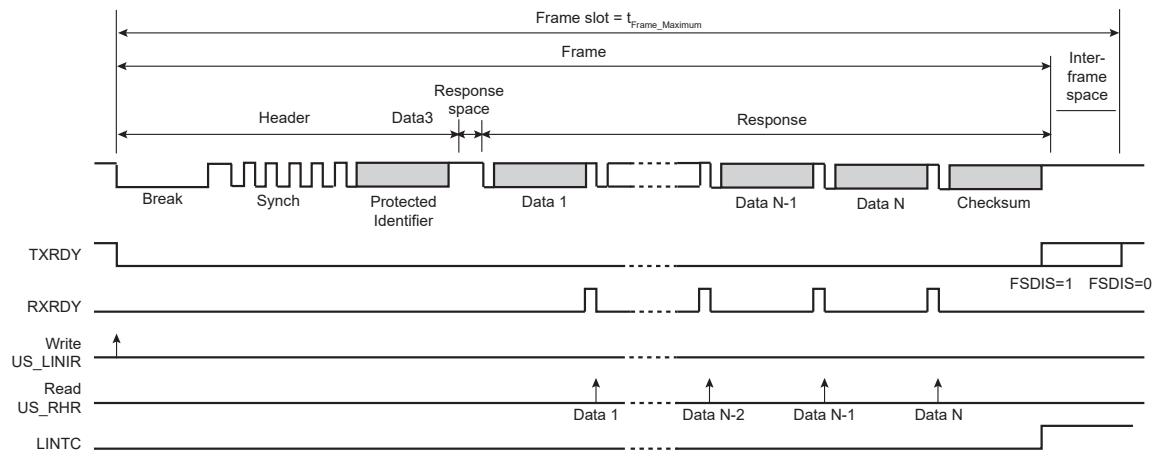 Frame slot = tFrame_Maximum
Frame
Inter-
frame
space
Response
space
Header
Data3
Response
Break
Synch
Protected
Identifier
Data 1
Data N-1
Data N
Checksum
TXRDY
FSDIS=1
FSDIS=0
RXRDY
Write
US_LINIR
Read
US_RHR
Data 1
Data N-2
Data N-1
Data N
LINTC